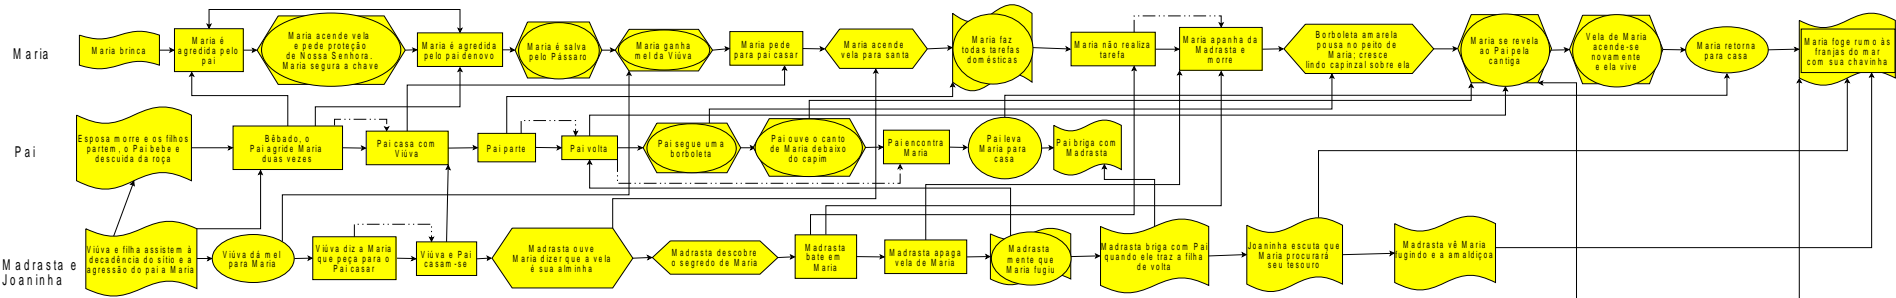 Maria
Maria brinca
Maria é
agredida pelo
pai
Maria acende vela
e pede proteção
de Nossa Senhora.
Maria segura a chave
Maria é agredida
pelo pai denovo
Maria é salva
pelo Pássaro
Maria ganha
mel da Viúva
Maria pede
para pai casar
Maria acende
vela para santa
Maria faz
todas tarefas
domésticas
Maria não realiza
tarefa
Maria apanha da
Madrasta e
morre
Borboleta amarela
pousa no peito de
Maria; cresce
lindo capinzal sobre ela
Maria se revela
ao Pai pela
cantiga
Vela de Maria
acende-se
novamente
e ela vive
Maria retorna
para casa
Maria foge rumo às
franjas do mar
com sua chavinha
Pai
Esposa morre e os filhos
partem, o Pai bebe e
descuida da roça
Bêbado, o
Pai agride Maria
duas vezes
Pai casa com
Viúva
Pai parte
Pai volta
Pai segue uma
borboleta
Pai ouve o canto
de Maria debaixo
do capim
Pai encontra
Maria
Pai leva
Maria para
casa
Pai briga com
Madrasta
Madrasta e
Joaninha
Viúva e filha assistem à
decadência do sítio e à
agressão do pai a Maria
Viúva dá mel
para Maria
Viúva diz a Maria
que peça para o
Pai casar
Viúva e Pai
casam-se
Madrasta ouve
Maria dizer que a vela
é sua alminha
Madrasta descobre
o segredo de Maria
Madrasta
bate em
Maria
Madrasta apaga
vela de Maria
Madrasta
mente que
Maria fugiu
Madrasta briga com Pai
quando ele traz a filha
de volta
Joaninha escuta que
Maria procurará
seu tesouro
Madrasta vê Maria
fugindo e a amaldiçoa